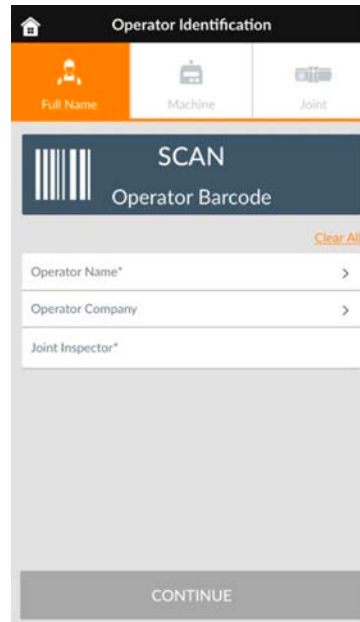 Operator Identification
Full Name
Machine
Joint
SCAN
Operator Barcode
Clear All
Operator Name*
Operator Company
Joint Inspector*
CONTINUE